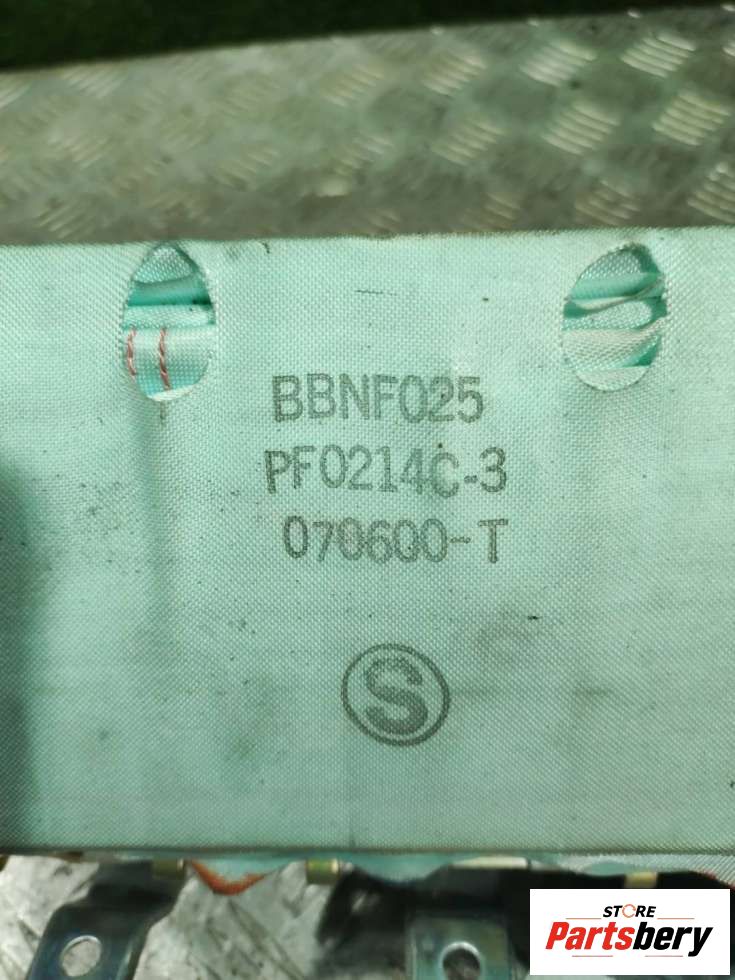 BBNF025
PF0214C-3
070600-T
S
STORE
Partsbery